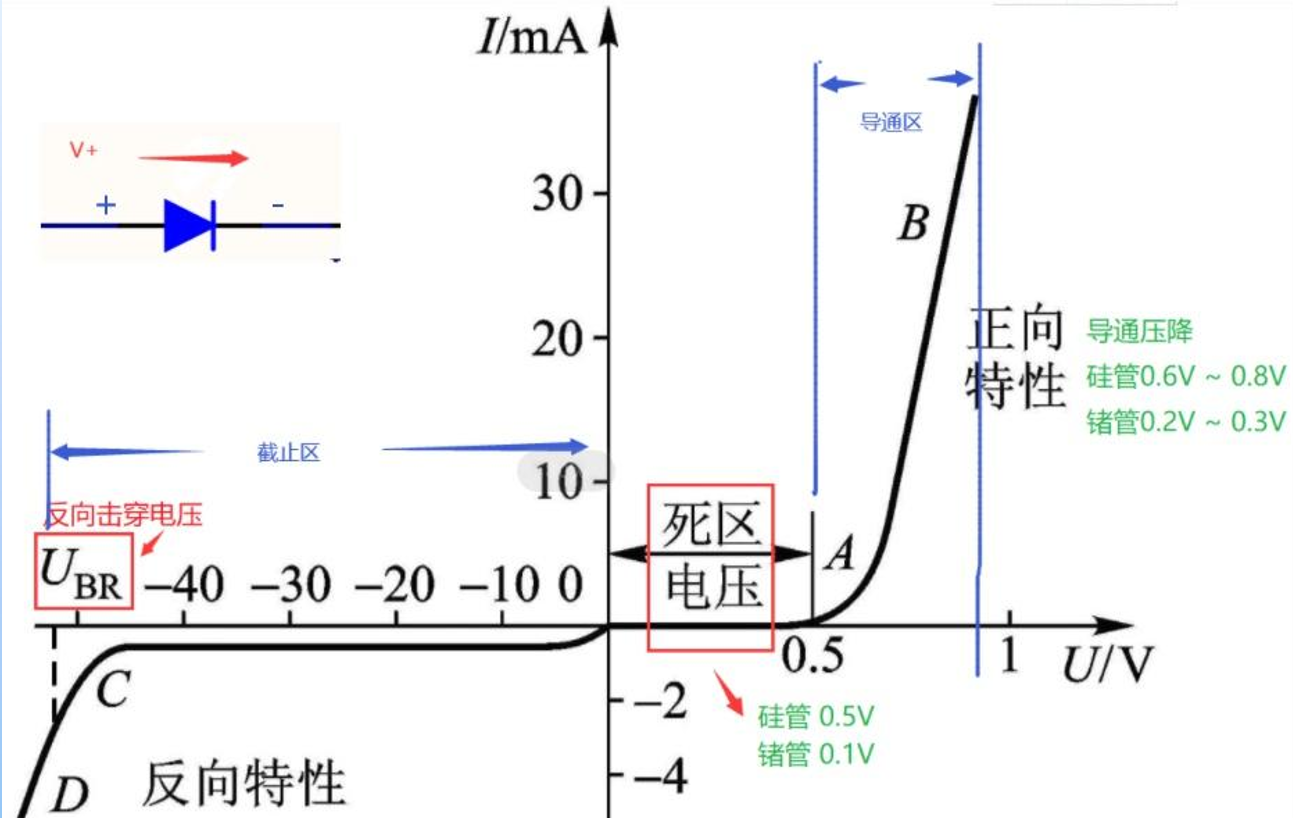 I/mA
导通区
V+
+ -
30
B
20
正向
特性
导通压降
硅管0.6V ~ 0.8V
锗管0.2V ~ 0.3V
截止区
10
反向击穿电压
死区
电压
A
UBR
-40 -30 -20 -10 0
0.5
1
U/V
C
-2
硅管 0.5V
锗管 0.1V
-4
D
反向特性